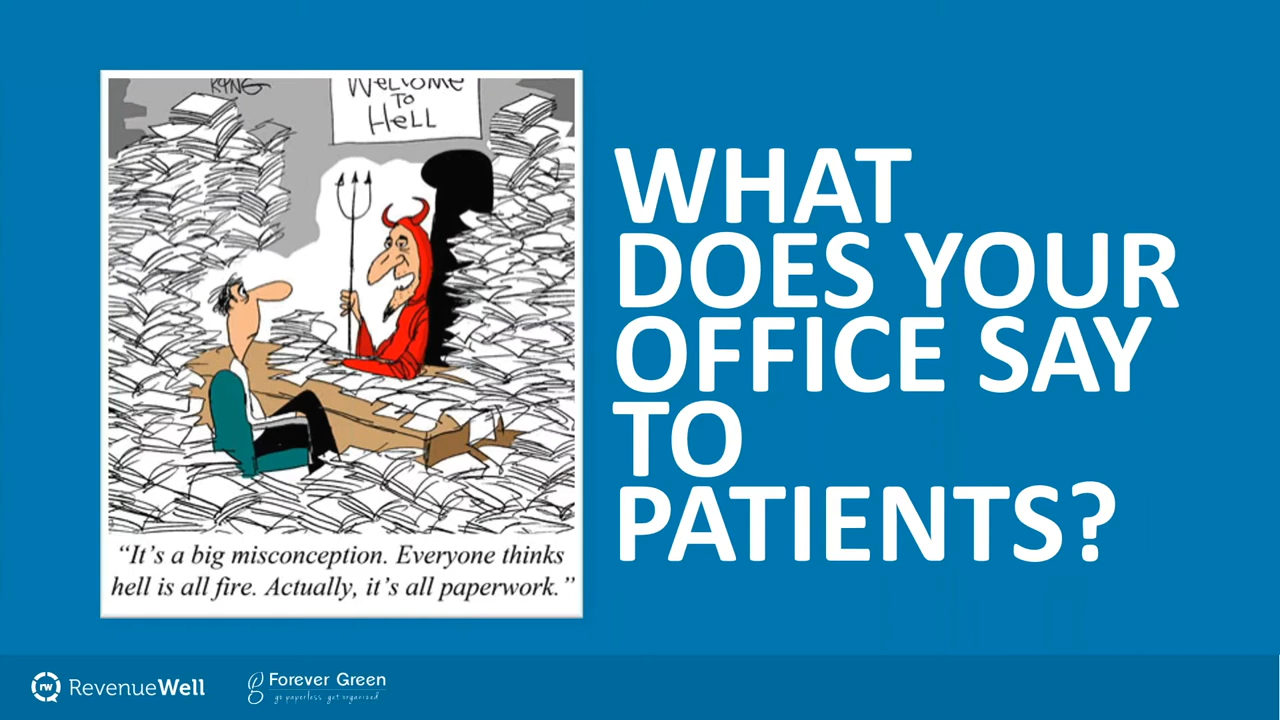 KING
WELCOME
TO
HELL
"It's a big misconception. Everyone thinks
hell is all fire. Actually, it's all paperwork."
WHAT
DOES YOUR
OFFICE SAY
TO
PATIENTS?
rw RevenueWell
Forever Green
go paperless get organized